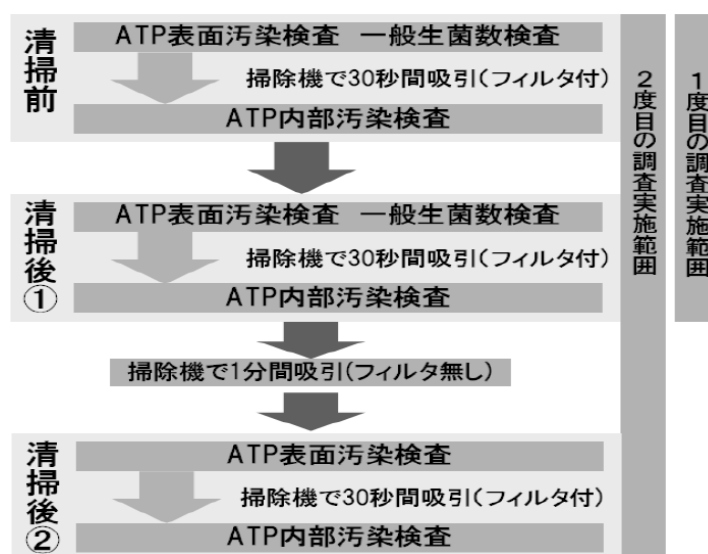 清掃前
ATP表面汚染検査 一般生菌数検査
掃除機で30秒間吸引(フィルタ付)
ATP内部汚染検査
清掃後①
ATP表面汚染検査 一般生菌数検査
掃除機で30秒間吸引(フィルタ付)
ATP内部汚染検査
掃除機で1分間吸引(フィルタ無し)
清掃後②
ATP表面汚染検査
掃除機で30秒間吸引(フィルタ付)
ATP内部汚染検査
2度目の調査実施範囲
1度目の調査実施範囲